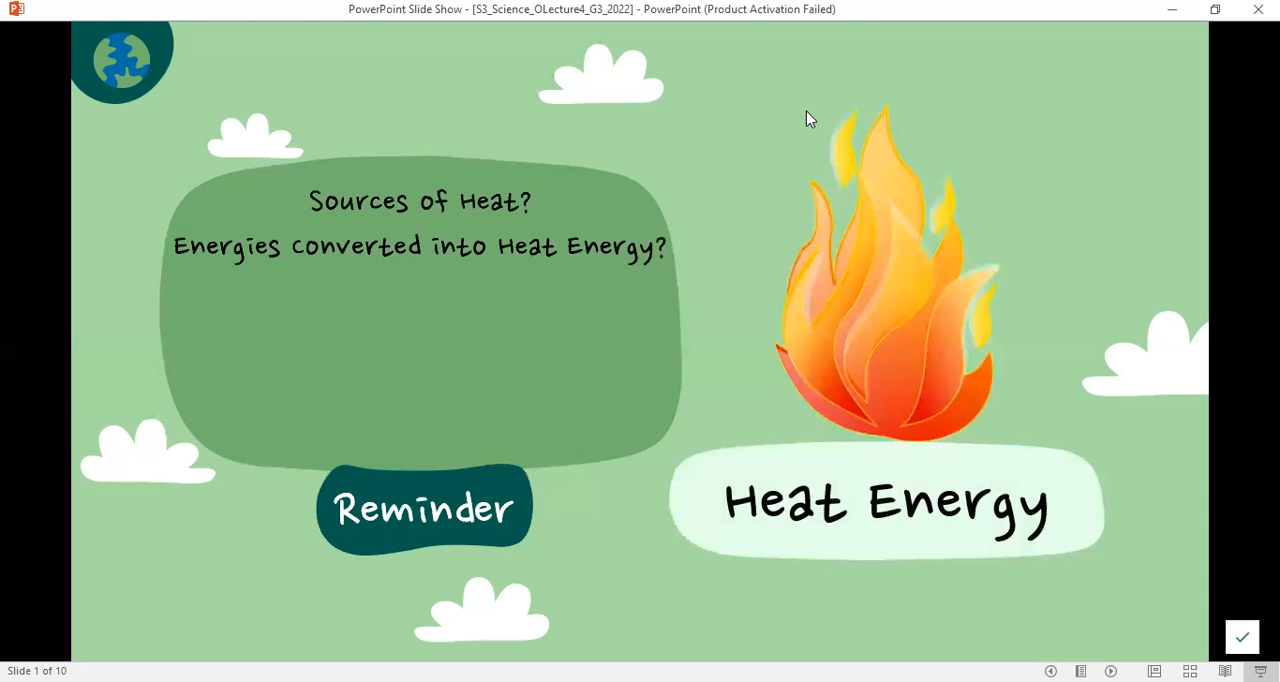 PowerPoint Slide Show - [S3_Science_OLecture4_G3_2022] - PowerPoint (Product Activation Failed)
Sources of Heat?
Energies converted into Heat Energy?
Reminder
Heat Energy
Slide 1 of 10